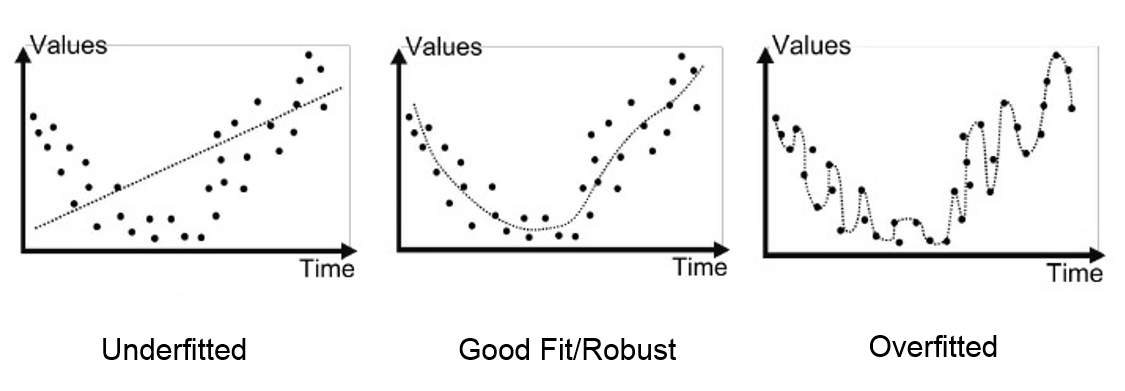 Values
Time
Underfitted
Values
Time
Good Fit/Robust
Values
Time
Overfitted